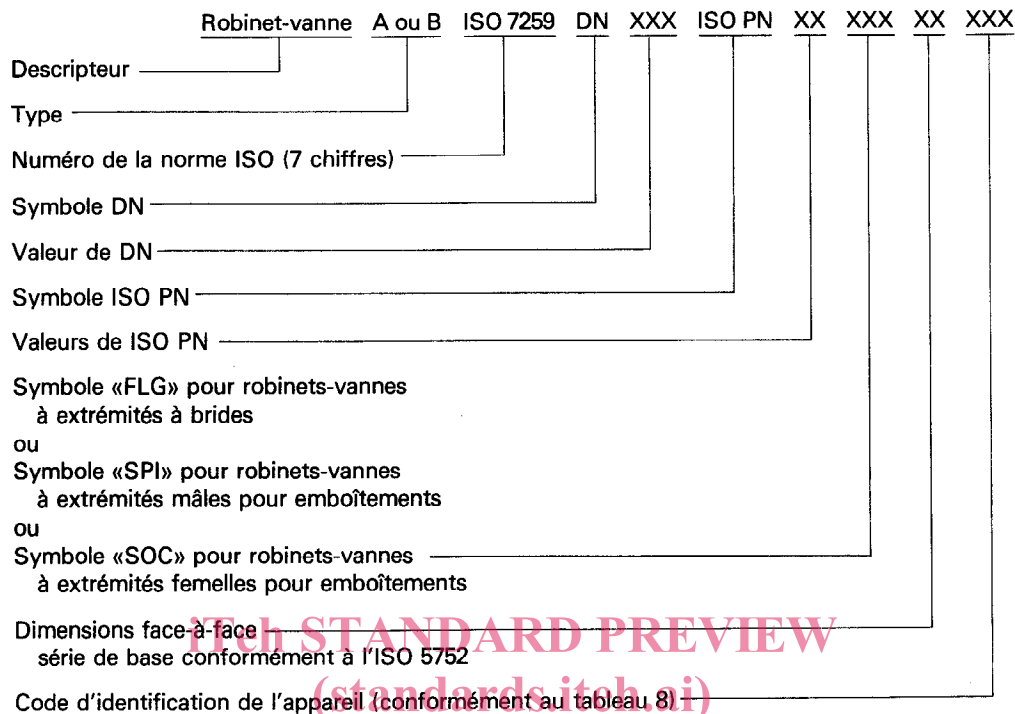 Robinet-vanne A ou B ISO 7259 DN XXX ISO PN XX XXX XX XXX
Descripteur
Type
Numéro de la norme ISO (7 chiffres)
Symbole DN
Valeur de DN
Symbole ISO PN
Valeurs de ISO PN
Symbole «FLG» pour robinets-vannes
à extrémités à brides
ou
Symbole «SPI» pour robinets-vannes
à extrémités mâles pour emboîtements
ou
Symbole «SOC» pour robinets-vannes
à extrémités femelles pour emboîtements
Dimensions face-à-face
iTeh STANDARD PREVIEW
série de base conformément à l'ISO 5752
(standards.iteh.ai)
Code d'identification de l'appareil (conformément au tableau 8)